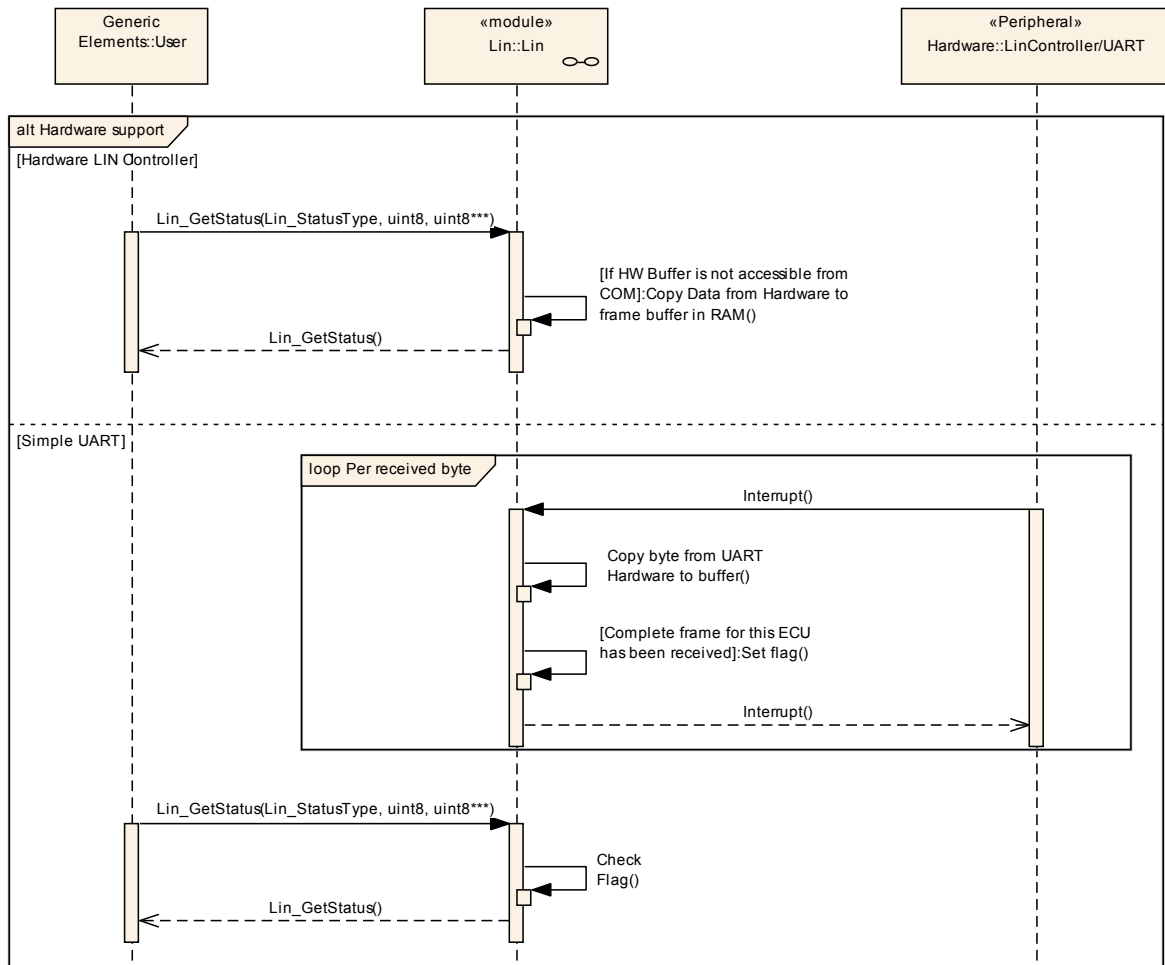 Generic
Elements::User
«module»
Lin::Lin
«Peripheral»
Hardware::LinController/UART
alt Hardware support
[Hardware LIN Controller]
Lin_GetStatus(Lin_StatusType, uint8, uint8***)
[If HW Buffer is not accessible from
COM]:Copy Data from Hardware to
frame buffer in RAM()
Lin_GetStatus()
[Simple UART]
loop Per received byte
Interrupt()
Copy byte from UART
Hardware to buffer()
[Complete frame for this ECU
has been received]:Set flag()
Interrupt()
Lin_GetStatus(Lin_StatusType, uint8, uint8***)
Check
Flag()
Lin_GetStatus()